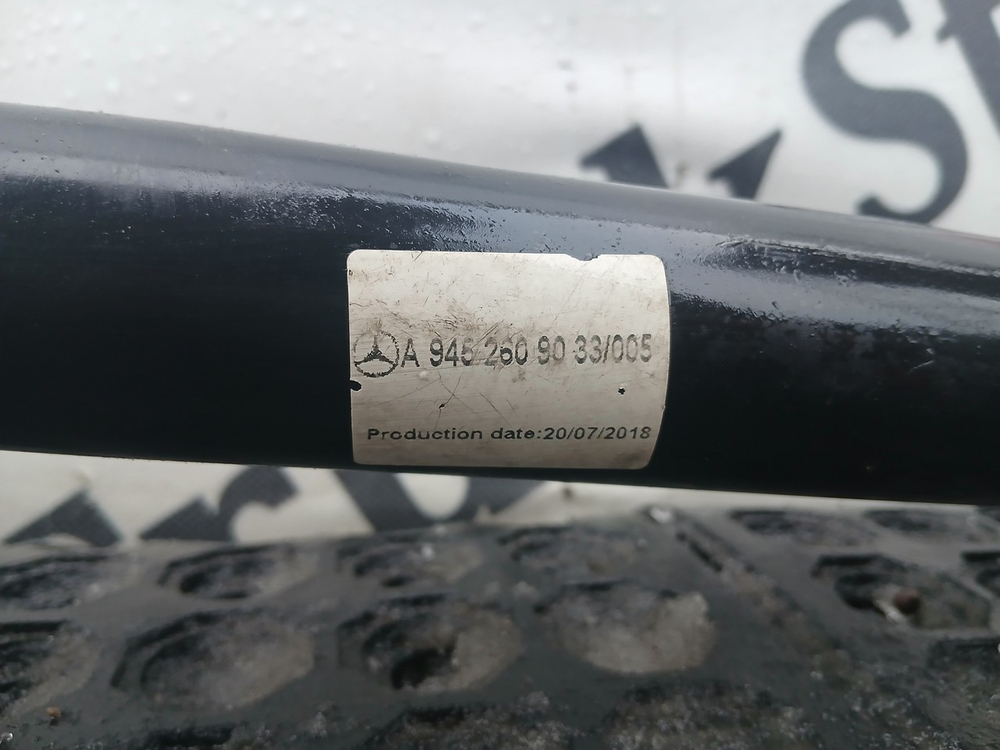 A 945 260 90 33/005
Production date:20/07/2018